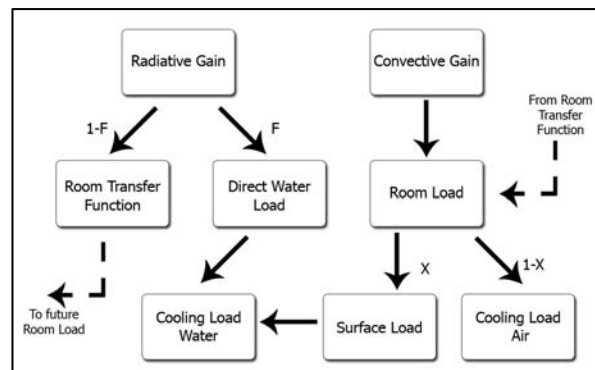 Radiative Gain
Convective Gain
1-F
F
From Room
Transfer
Function
Room Transfer
Function
Direct Water
Load
Room Load
X
1-X
To future
Room Load
Cooling Load
Water
Surface Load
Cooling Load
Air